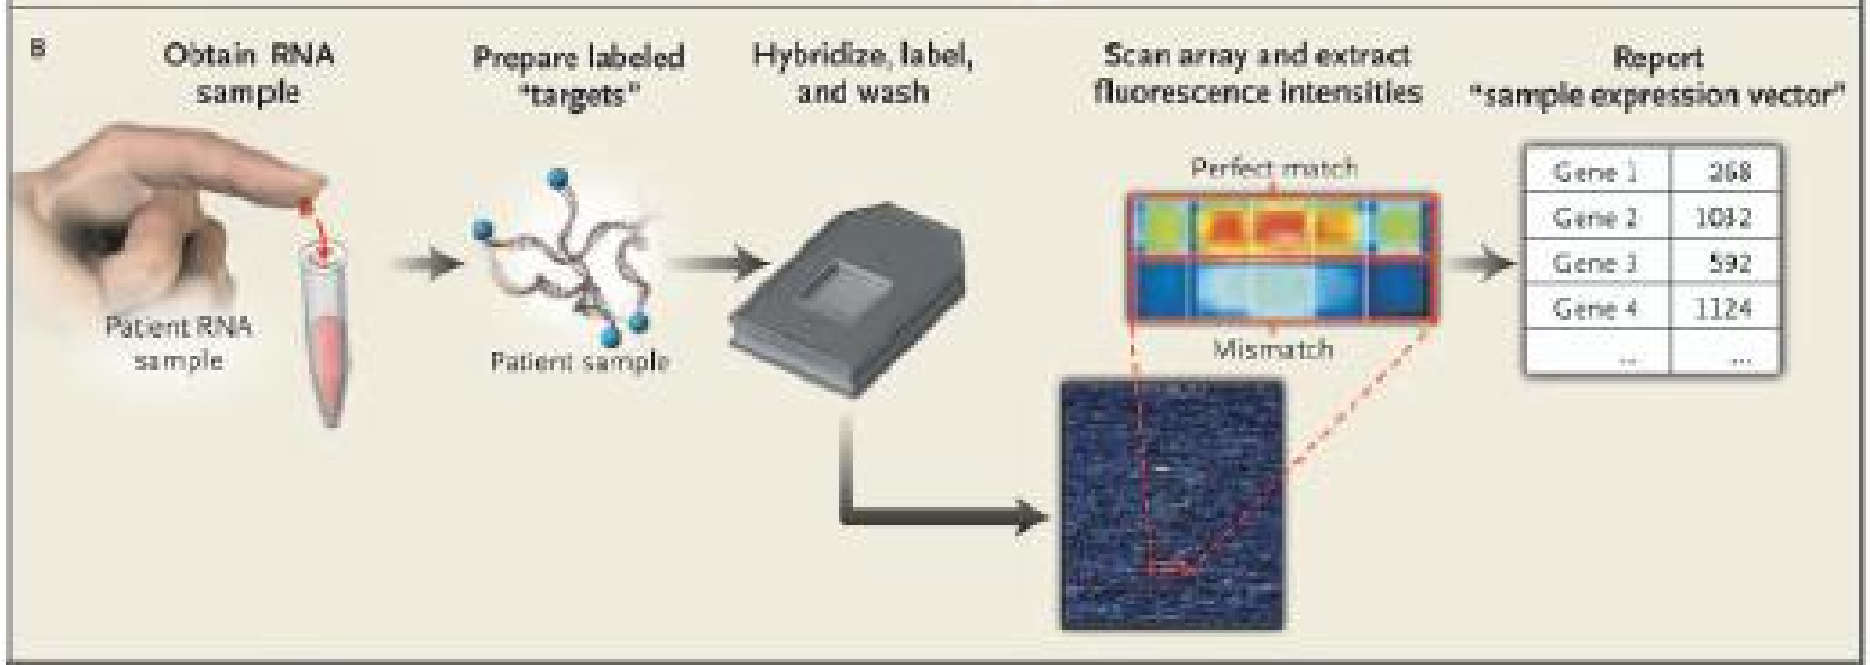 B
Obtain RNA
sample
Prepare labeled
"targets"
Hybridize, label,
and wash
Scan array and extract
fluorescence intensities
Report
"sample expression vector"
Patient RNA
sample
Patient sample
Perfect match
Mismatch
Gene 1 268
Gene 2
Gene 3 592
Gene 4 1124
... ...